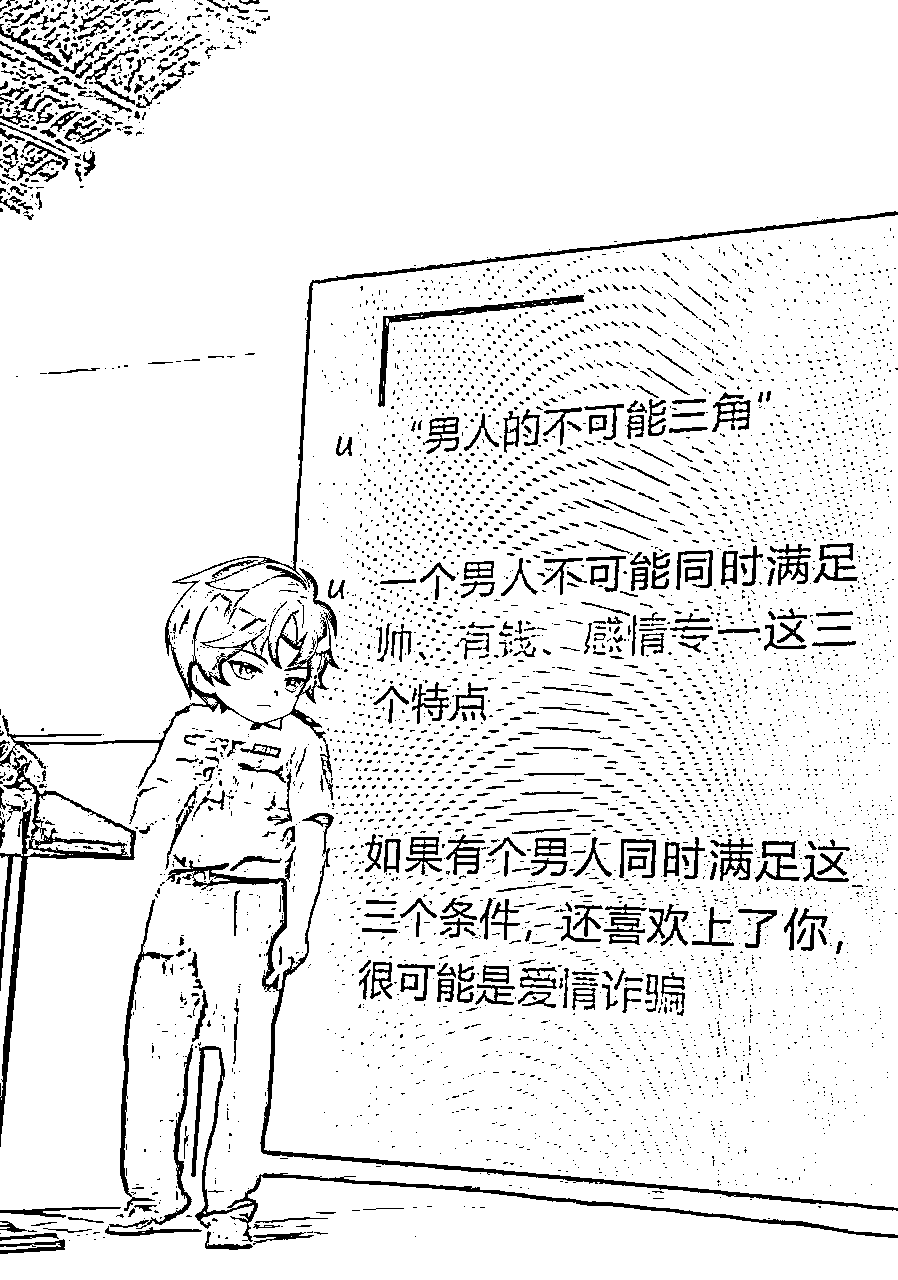 u “男人的不可能三角”
u 一个男人不可能同时满足
帅、有钱、感情专一这三
个特点
如果有个男人同时满足这
三个条件，还喜欢上了你，
很可能是爱情诈骗